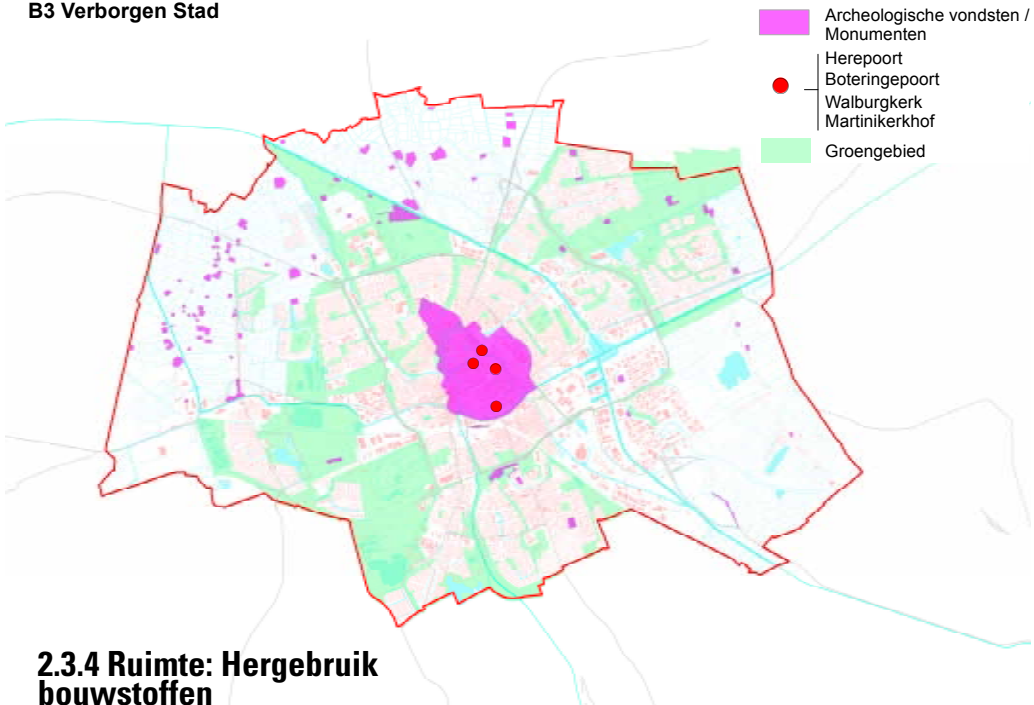 B3 Verborgen Stad
Archeologische vondsten /
Monumenten
Herepoort
Boteringepoort
Walburgkerk
Martinikerkhof
Groengebied
2.3.4 Ruimte: Hergebruik
bouwstoffen